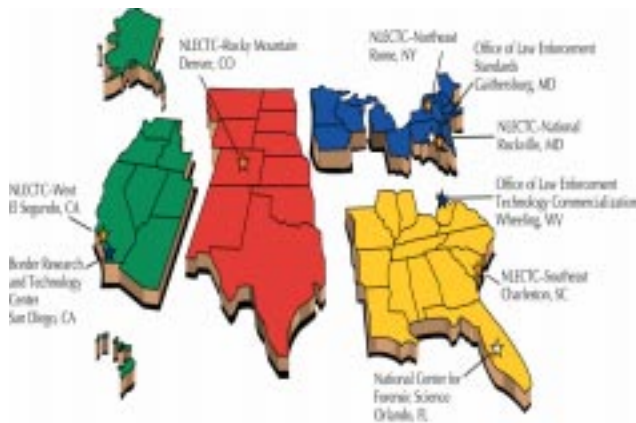 NLECTC-Rocky Mountain
Denver, CO
NLECTC-Northeast
Rome, NY
Office of Law Enforcement
Standards
Gaithersburg, MD
NLECTC-National
Rockville, MD
NLECTC-West
El Segundo, CA
Office of Law Enforcement
Technology Commercialization
Wheeling, WV
Border Research
and Technology
Center
San Diego, CA
NLECTC-Southeast
Charleston, SC
National Center for
Forensic Science
Orlando, FL